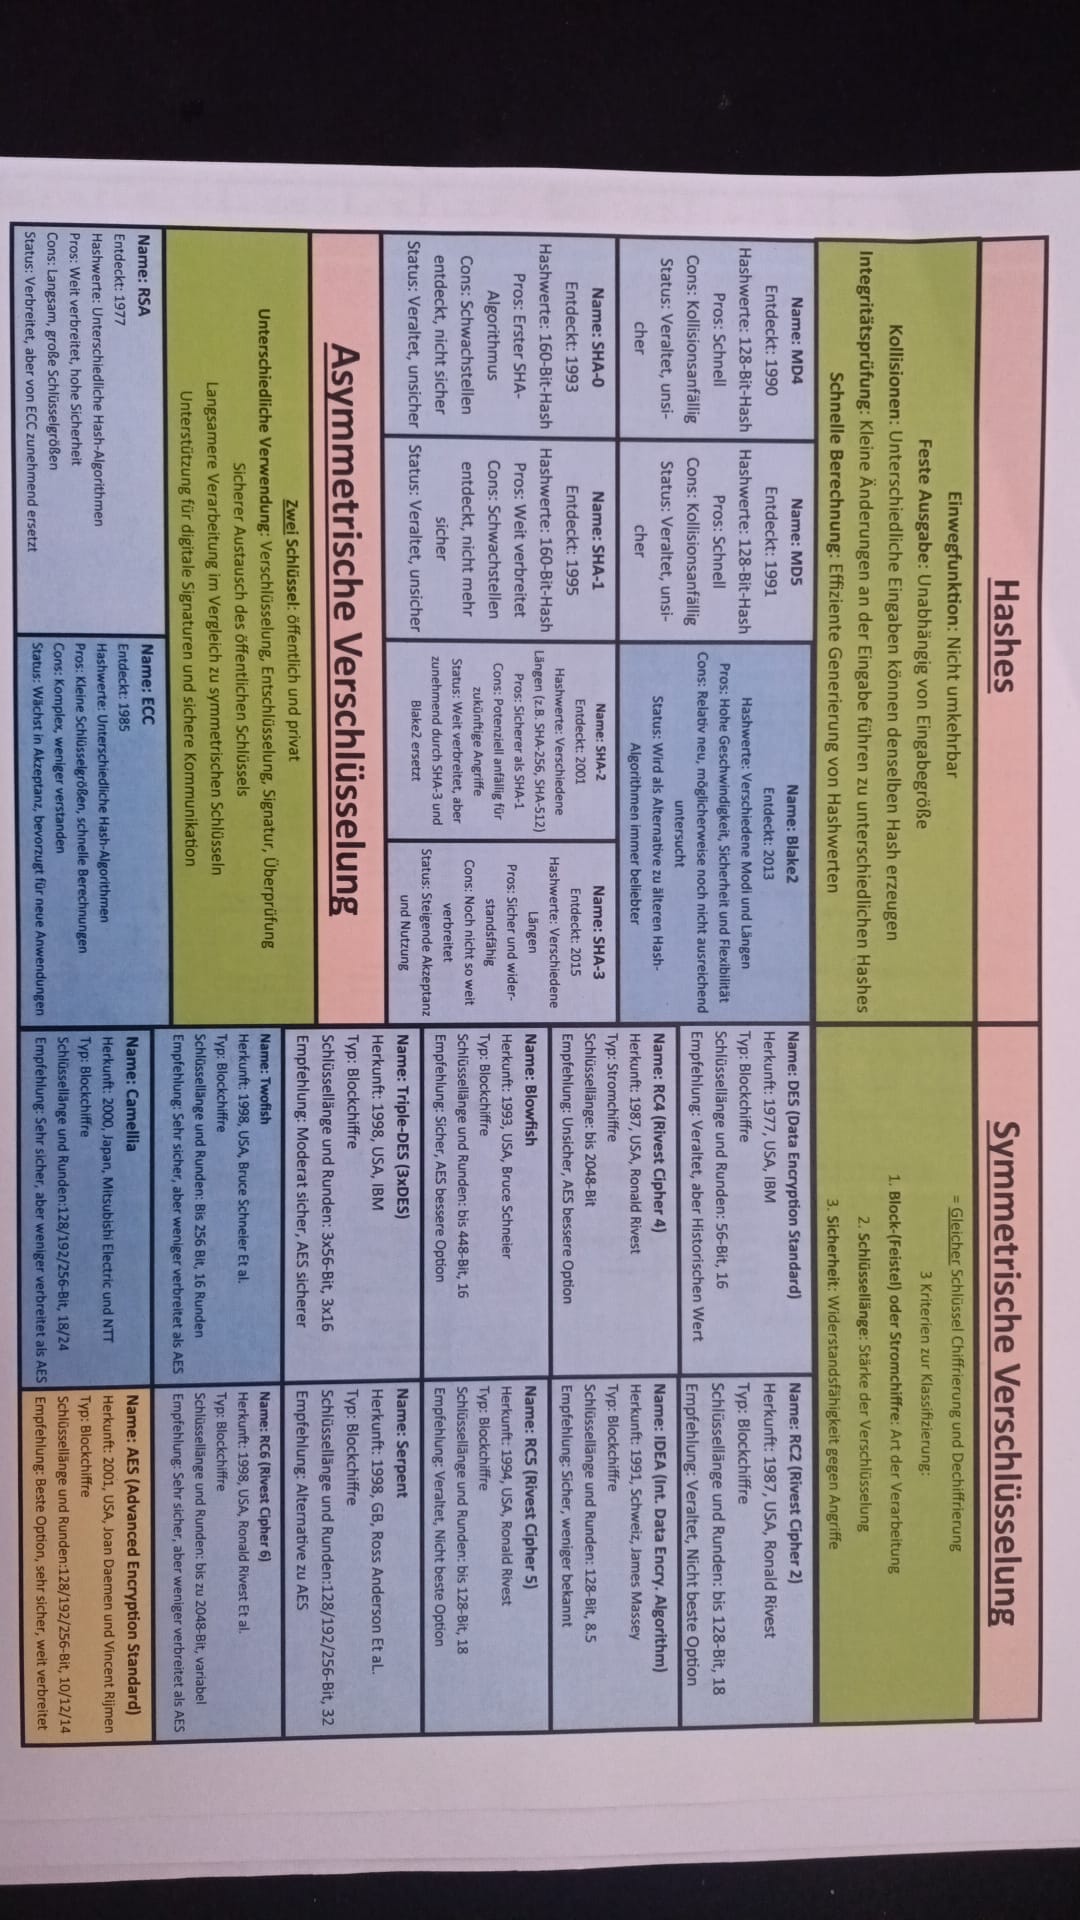 Hashes
Einwegfunktion: Nicht umkehrbar
Feste Ausgabe: Unabhängig von Eingabegröße
Kollisionen: Unterschiedliche Eingaben können denselben Hash erzeugen
Integritätsprüfung: Kleine Änderungen an der Eingabe führen zu unterschiedlichen Hashes
Schnelle Berechnung: Effiziente Generierung von Hashwerten
Name: MD4
Entdeckt: 1990
Hashwerte: 128-Bit-Hash
Pros: Schnell
Cons: Kollisionsanfällig
Status: Veraltet, unsi-
cher
Name: MD5
Entdeckt: 1991
Hashwerte: 128-Bit-Hash
Pros: Schnell
Cons: Kollisionsanfällig
Status: Veraltet, unsi-
cher
Name: Blake2
Entdeckt: 2013
Hashwerte: Verschiedene Modi und Längen
Pros: Hohe Geschwindigkeit, Sicherheit und Flexibilität
Cons: Relativ neu, möglicherweise noch nicht ausreichend
untersucht
Status: Wird als Alternative zu älteren Hash-
Algorithmen immer beliebter
Name: SHA-0
Entdeckt: 1993
Hashwerte: 160-Bit-Hash
Pros: Erster SHA-
Algorithmus
Cons: Schwachstellen
entdeckt, nicht sicher
Status: Veraltet, unsicher
Name: SHA-1
Entdeckt: 1995
Hashwerte: 160-Bit-Hash
Pros: Weit verbreitet
Cons: Schwachstellen
entdeckt, nicht mehr
sicher
Status: Veraltet, unsicher
Name: SHA-2
Entdeckt: 2001
Hashwerte: Verschiedene
Längen (z.B. SHA-256, SHA-512)
Pros: Sicherer als SHA-1
Cons: Potenziell anfällig für
zukünftige Angriffe
Status: Weit verbreitet, aber
zunehmend durch SHA-3 und
Blake2 ersetzt
Name: SHA-3
Entdeckt: 2015
Hashwerte: Verschiedene
Längen
Pros: Sicher und wider-
standsfähig
Cons: Noch nicht so weit
verbreitet
Status: Steigende Akzeptanz
und Nutzung
Asymmetrische Verschlüsselung
Zwei Schlüssel: öffentlich und privat
Unterschiedliche Verwendung: Verschlüsselung, Entschlüsselung, Signatur, Überprüfung
Sicherer Austausch des öffentlichen Schlüssels
Langsamere Verarbeitung im Vergleich zu symmetrischen Schlüsseln
Unterstützung für digitale Signaturen und sichere Kommunikation
Name: RSA
Entdeckt: 1977
Hashwerte: Unterschiedliche Hash-Algorithmen
Pros: Weit verbreitet, hohe Sicherheit
Cons: Langsam, große Schlüsselgrößen
Status: Verbreitet, aber von ECC zunehmend ersetzt
Name: ECC
Entdeckt: 1985
Hashwerte: Unterschiedliche Hash-Algorithmen
Pros: Kleine Schlüsselgrößen, schnelle Berechnungen
Cons: Komplex, weniger verstanden
Status: Wächst in Akzeptanz, bevorzugt für neue Anwendungen
Symmetrische Verschlüsselung
= Gleicher Schlüssel Chiffrierung und Dechiffrierung
3 Kriterien zur Klassifizierung:
1. Block-(Feistel) oder Stromchiffre: Art der Verarbeitung
2. Schlüssellänge: Stärke der Verschlüsselung
3. Sicherheit: Widerstandsfähigkeit gegen Angriffe
Name: DES (Data Encryption Standard)
Herkunft: 1977, USA, IBM
Typ: Blockchiffre
Schlüssellänge und Runden: 56-Bit, 16
Empfehlung: Veraltet, aber Historischen Wert
Name: RC2 (Rivest Cipher 2)
Herkunft: 1987, USA, Ronald Rivest
Typ: Blockchiffre
Schlüssellänge und Runden: bis 128-Bit, 18
Empfehlung: Veraltet, Nicht beste Option
Name: RC4 (Rivest Cipher 4)
Herkunft: 1987, USA, Ronald Rivest
Typ: Stromchiffre
Schlüssellänge: bis 2048-Bit
Empfehlung: Unsicher, AES bessere Option
Name: IDEA (Int. Data Encry. Algorithm)
Herkunft: 1991, Schweiz, James Massey
Typ: Blockchiffre
Schlüssellänge und Runden: 128-Bit, 8.5
Empfehlung: Sicher, weniger bekannt
Name: Blowfish
Herkunft: 1993, USA, Bruce Schneier
Typ: Blockchiffre
Schlüssellänge und Runden: bis 448-Bit, 16
Empfehlung: Sicher, AES bessere Option
Name: RC5 (Rivest Cipher 5)
Herkunft: 1994, USA, Ronald Rivest
Typ: Blockchiffre
Schlüssellänge und Runden: bis 128-Bit, 18
Empfehlung: Veraltet, Nicht beste Option
Name: Triple-DES (3xDES)
Herkunft: 1998, USA, IBM
Typ: Blockchiffre
Schlüssellänge und Runden: 3x56-Bit, 3x16
Empfehlung: Moderat sicher, AES sicherer
Name: Serpent
Herkunft: 1998, GB, Ross Anderson Et aL.
Typ: Blockchiffre
Schlüssellänge und Runden:128/192/256-Bit, 32
Empfehlung: Alternative zu AES
Name: Twofish
Herkunft: 1998, USA, Bruce Schneier Et al.
Typ: Blockchiffre
Schlüssellänge und Runden: Bis 256 Bit, 16 Runden
Empfehlung: Sehr sicher, aber weniger verbreitet als AES
Name: RC6 (Rivest Cipher 6)
Herkunft: 1998, USA, Ronald Rivest Et al.
Typ: Blockchiffre
Schlüssellänge und Runden: bis zu 2048-Bit, variabel
Empfehlung: Sehr sicher, aber weniger verbreitet als AES
Name: Camellia
Herkunft: 2000, Japan, Mitsubishi Electric und NTT
Typ: Blockchiffre
Schlüssellänge und Runden:128/192/256-Bit, 18/24
Empfehlung: Sehr sicher, aber weniger verbreitet als AES
Name: AES (Advanced Encryption Standard)
Herkunft: 2001, USA, Joan Daemen und Vincent Rijmen
Typ: Blockchiffre
Schlüssellänge und Runden:128/192/256-Bit, 10/12/14
Empfehlung: Beste Option, sehr sicher, weit verbreitet